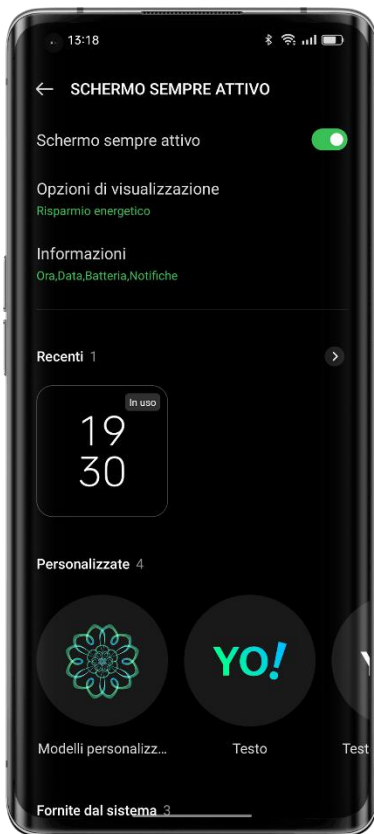 13:18
SCHERMO SEMPRE ATTIVO
Schermo sempre attivo
Opzioni di visualizzazione
Risparmio energetico
Informazioni
Ora,Data,Batteria,Notifiche
Recenti 1
In uso
19
30
Personalizzate 4
YO!
Y
Modelli personalizz...
Testo
Test
Fornite dal sistema 3